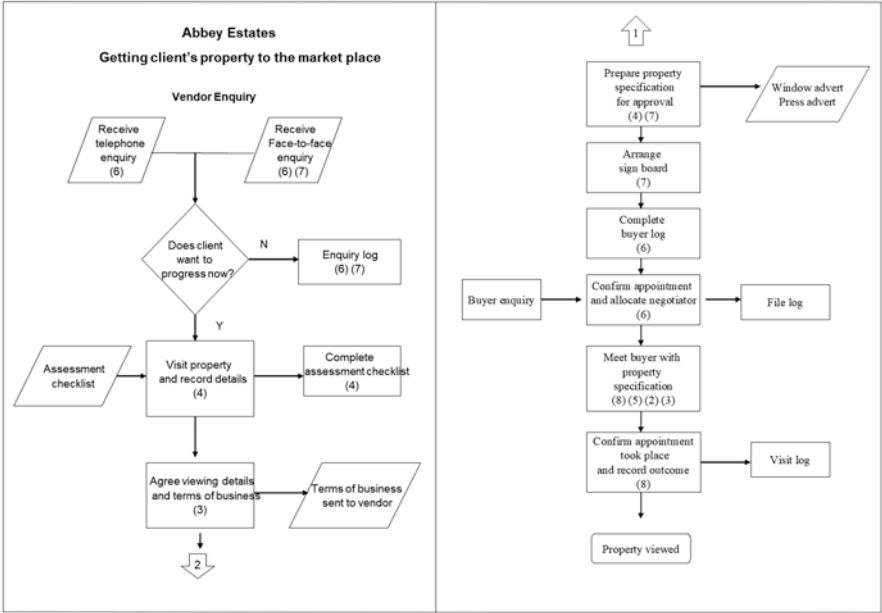 Abbey Estates
Getting client's property to the market place
Vendor Enquiry
Receive
telephone
enquiry
(6)
Receive
Face-to-face
enquiry
(6) (7)
Does client
want to
progress now?
N
Enquiry log
(6) (7)
Y
Assessment
checklist
Visit property
and record details
(4)
Complete
assessment checklist
(4)
Agree viewing details
and terms of business
(3)
Terms of business
sent to vendor
2
1
Prepare property
specification
for approval
(4) (7)
Window advert
Press advert
Arrange
sign board
(7)
Complete
buyer log
(6)
Buyer enquiry
Confirm appointment
and allocate negotiator
(6)
File log
Meet buyer with
property
specification
(8) (5) (2) (3)
Confirm appointment
took place
and record outcome
(8)
Visit log
Property viewed